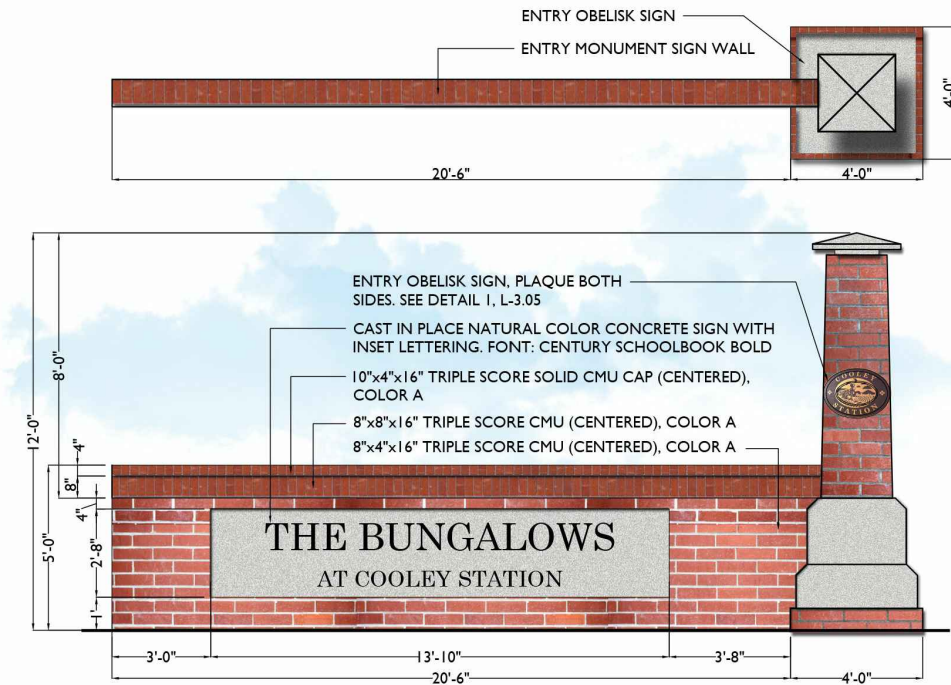 ENTRY OBELISK SIGN
ENTRY MONUMENT SIGN WALL
4'-0"
20'-6"
4'-0"
ENTRY OBELISK SIGN, PLAQUE BOTH
SIDES. SEE DETAIL 1, L-3.05
CAST IN PLACE NATURAL COLOR CONCRETE SIGN WITH
INSET LETTERING. FONT: CENTURY SCHOOLBOOK BOLD
10"x4"x16" TRIPLE SCORE SOLID CMU CAP (CENTERED),
COLOR A
8"x8"x16" TRIPLE SCORE CMU (CENTERED), COLOR A
8"x4"x16" TRIPLE SCORE CMU (CENTERED), COLOR A
COOLEY
STATION
12'-0"
8'-0"
4"
8"
4"
5'-0"
2'-8"
1'-
THE BUNGALOWS
AT COOLEY STATION
3'-0"
13'-10"
3'-8"
20'-6"
4'-0"